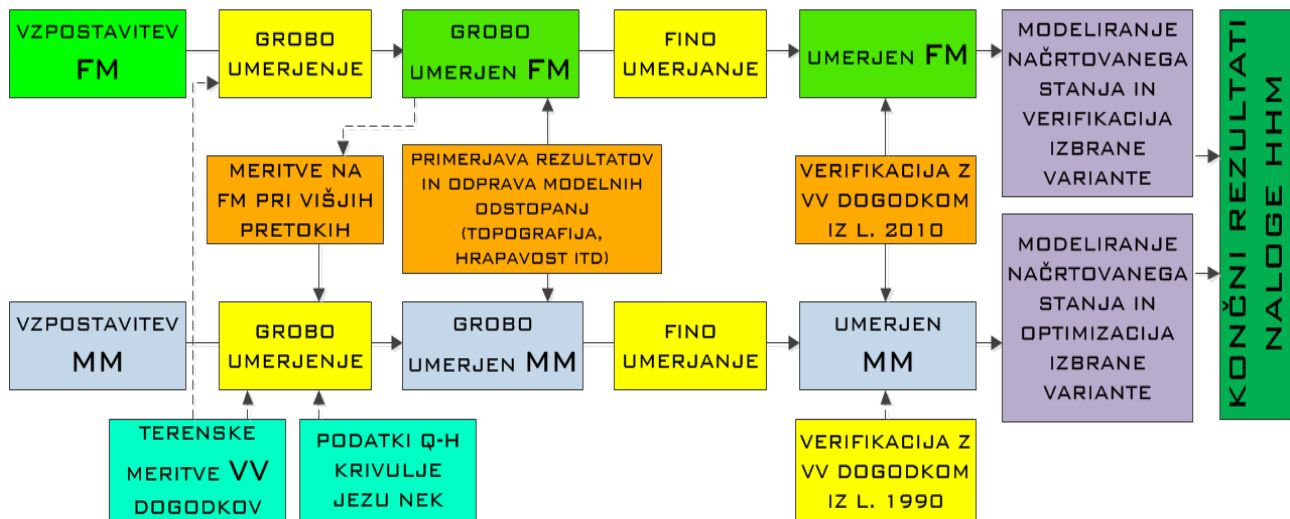 VZPOSTAVITEV
FM
GROBO
UMERJENJE
GROBO
UMERJEN FM
FINO
UMERJANJE
UMERJEN FM
MODELIRANJE
NAČRTOVANEGA
STANJA IN
VERIFIKACIJA
IZBRANE
VARIANTE
KONČNI REZULTATI
NALOGE HHM
MERITVE NA
FM PRI VIŠJIH
PRETOKIH
PRIMERJAVA REZULTATOV
IN ODPRAVA MODELNIH
ODSTOPANJ
(TOPOGRAFIJA,
HRAPAVOST ITD)
VERIFIKACIJA Z
VV DOGODKOM
IZ L. 2010
VZPOSTAVITEV
MM
GROBO
UMERJENJE
GROBO
UMERJEN MM
FINO
UMERJANJE
UMERJEN
MM
MODELIRANJE
NAČRTOVANEGA
STANJA IN
OPTIMIZACIJA
IZBRANE
VARIANTE
TERENSKE
MERITVE VV
DOGODKOV
PODATKI Q-H
KRIVULJE
JEZU NEK
VERIFIKACIJA Z
VV DOGODKOM
IZ L. 1990